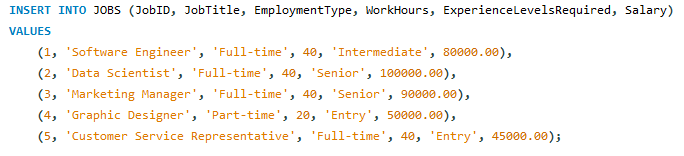 INSERT INTO JOBS (JobID, JobTitle, EmploymentType, WorkHours, ExperienceLevelsRequired, Salary)
VALUES
(1, 'Software Engineer', 'Full-time', 40, 'Intermediate', 80000.00),
(2, 'Data Scientist', 'Full-time', 40, 'Senior', 100000.00),
(3, 'Marketing Manager', 'Full-time', 40, 'Senior', 90000.00),
(4, 'Graphic Designer', 'Part-time', 20, 'Entry', 50000.00),
(5, 'Customer Service Representative', 'Full-time', 40, 'Entry', 45000.00);